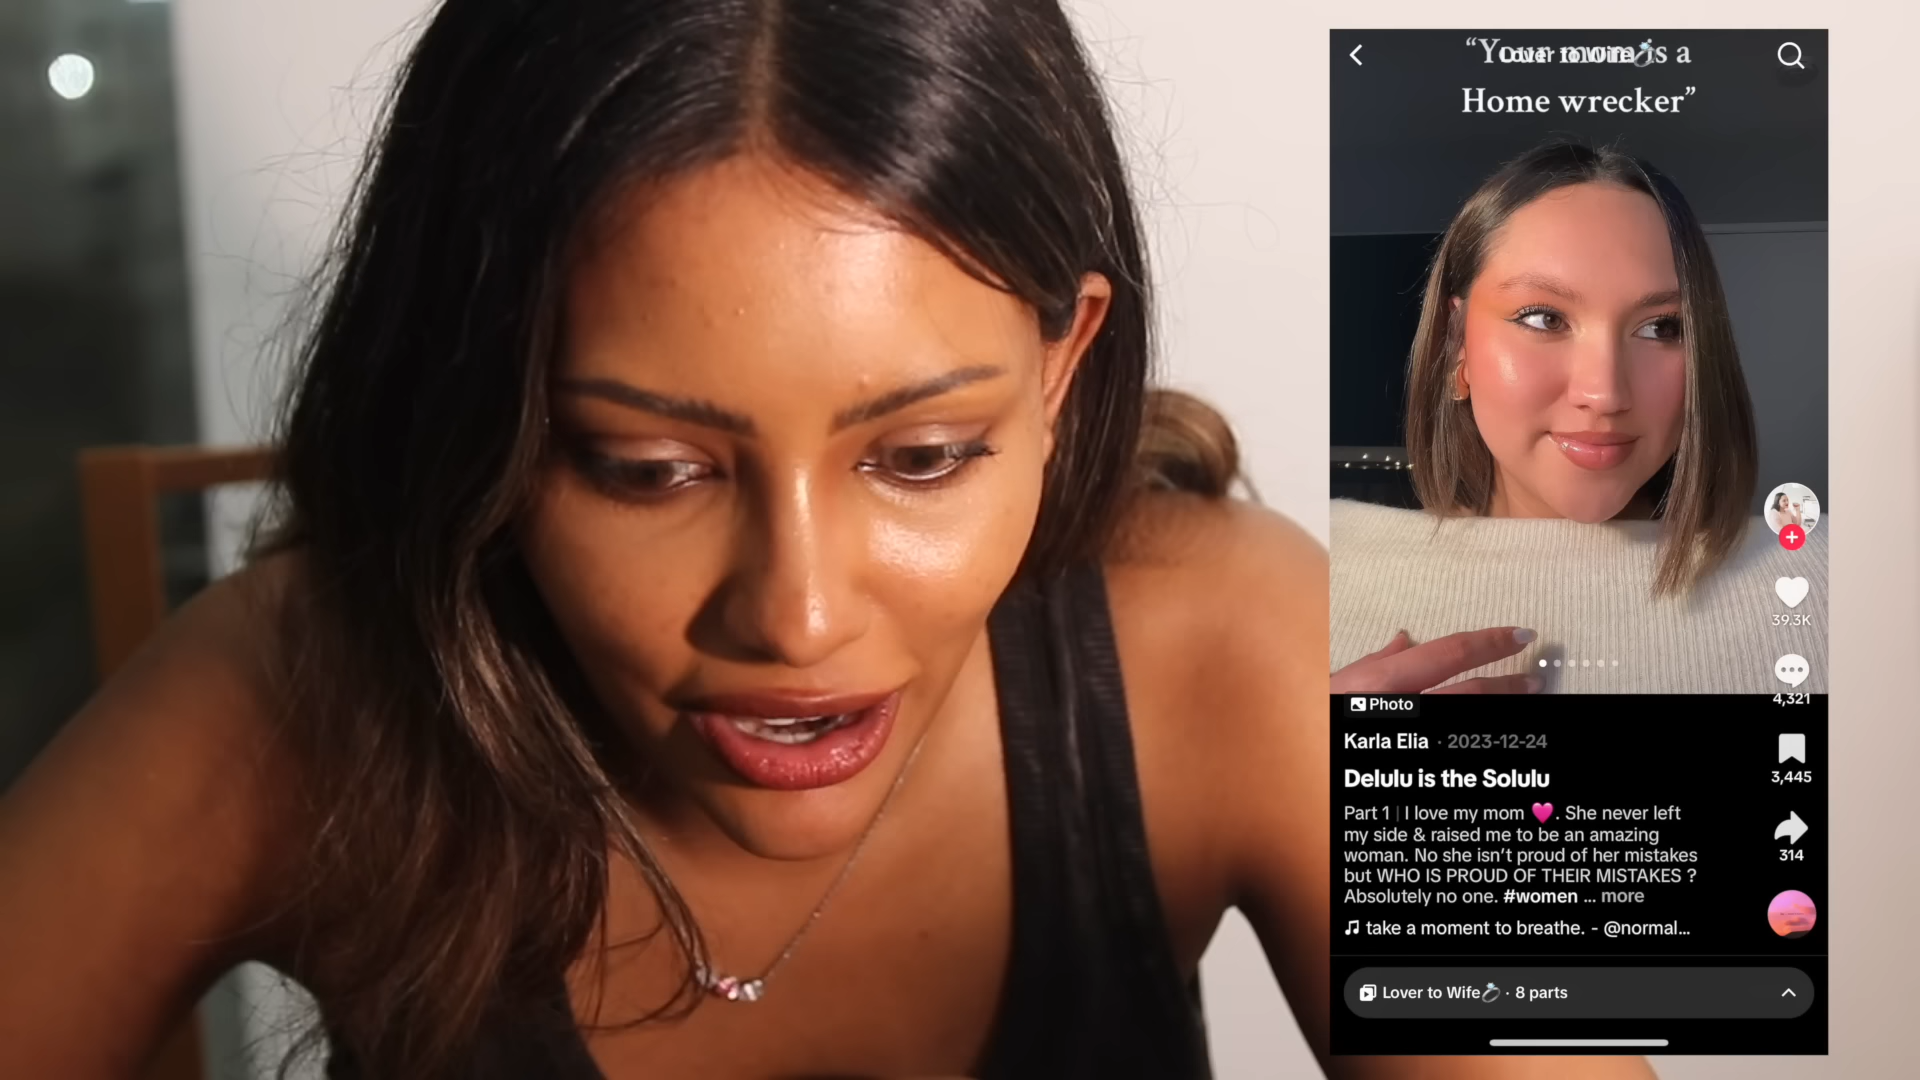 Lover to Wife💍
“Your mom is a
Home wrecker”
39.3K
4,321
Photo
Karla Elia · 2023-12-24
3,445
Delulu is the Solulu
Part 1 | I love my mom 💗. She never left
my side & raised me to be an amazing
woman. No she isn’t proud of her mistakes
but WHO IS PROUD OF THEIR MISTAKES ?
Absolutely no one. #women ... more
314
take a moment to breathe. - @normal...
Lover to Wife💍 · 8 parts